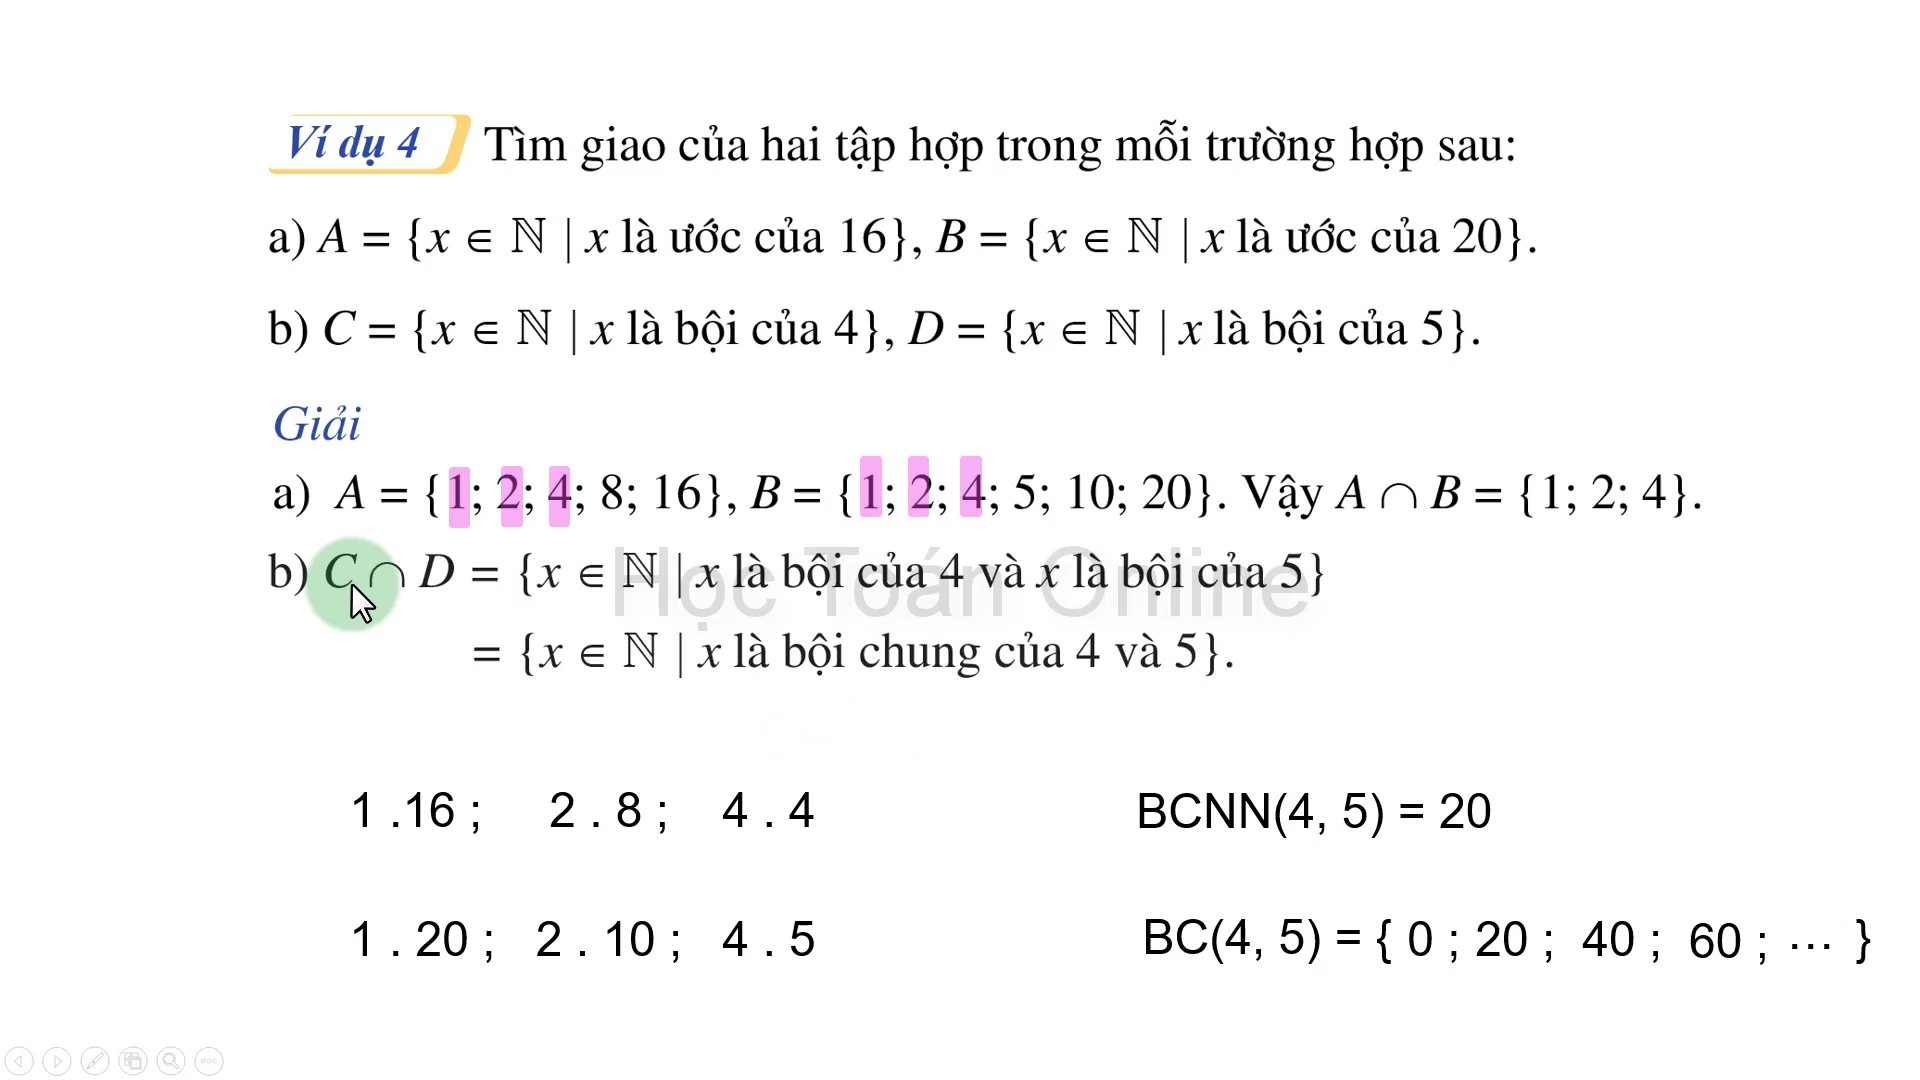 Ví dụ 4 Tìm giao của hai tập hợp trong mỗi trường hợp sau:
a) A = {x ∈ ℕ | x là ước của 16}, B = {x ∈ ℕ | x là ước của 20}.
b) C = {x ∈ ℕ | x là bội của 4}, D = {x ∈ ℕ | x là bội của 5}.
Giải
a) A = {1; 2; 4; 8; 16}, B = {1; 2; 4; 5; 10; 20}. Vậy A ∩ B = {1; 2; 4}.
b) C ∩ D = {x ∈ ℕ | x là bội của 4 và x là bội của 5}
Học Toán Online
= {x ∈ ℕ | x là bội chung của 4 và 5}.
1 .16 ; 2 . 8 ; 4 . 4
BCNN(4, 5) = 20
1 . 20 ; 2 . 10 ; 4 . 5
BC(4, 5) = { 0 ; 20 ; 40 ; 60 ; … }